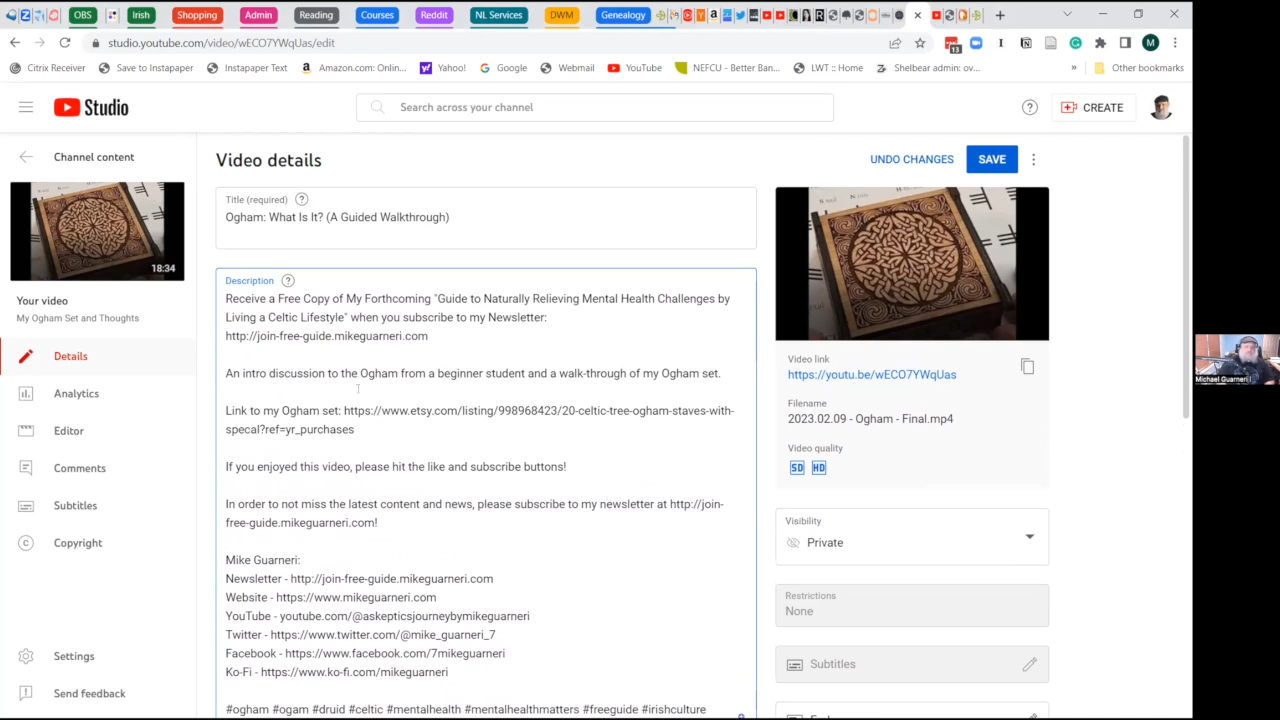 OBS
Irish
Shopping
Admin
Reading
Courses
Reddit
NL Services
DWM
Genealogy
studio.youtube.com/video/wECO7YWqUas/edit
13
M
Citrix Receiver
Save to Instapaper
Instapaper Text
Amazon.com: Onlin...
Yahoo!
Google
Webmail
YouTube
NEFCU - Better Ban...
LWT :: Home
Shelbear admin: ov...
»
Other bookmarks
Studio
Search across your channel
CREATE
Channel content
18:34
Your video
My Ogham Set and Thoughts
Details
Analytics
Editor
Comments
Subtitles
Copyright
Settings
Send feedback
Video details
UNDO CHANGES
SAVE
Title (required)
Ogham: What Is It? (A Guided Walkthrough)
Description
Receive a Free Copy of My Forthcoming "Guide to Naturally Relieving Mental Health Challenges by
Living a Celtic Lifestyle" when you subscribe to my Newsletter:
http://join-free-guide.mikeguarneri.com
An intro discussion to the Ogham from a beginner student and a walk-through of my Ogham set.
Link to my Ogham set: https://www.etsy.com/listing/998968423/20-celtic-tree-ogham-staves-with-
specal?ref=yr_purchases
If you enjoyed this video, please hit the like and subscribe buttons!
In order to not miss the latest content and news, please subscribe to my newsletter at http://join-
free-guide.mikeguarneri.com!
Mike Guarneri:
Newsletter - http://join-free-guide.mikeguarneri.com
Website - https://www.mikeguarneri.com
YouTube - youtube.com/@askepticsjourneybymikeguarneri
Twitter - https://www.twitter.com/@mike_guarneri_7
Facebook - https://www.facebook.com/7mikeguarneri
Ko-Fi - https://www.ko-fi.com/mikeguarneri
#ogham #ogam #druid #celtic #mentalhealth #mentalhealthmatters #freeguide #irishculture
Video link
https://youtu.be/wECO7YWqUas
Filename
2023.02.09 - Ogham - Final.mp4
Video quality
SD
HD
Visibility
Private
Restrictions
None
Subtitles
Michael Guarneri